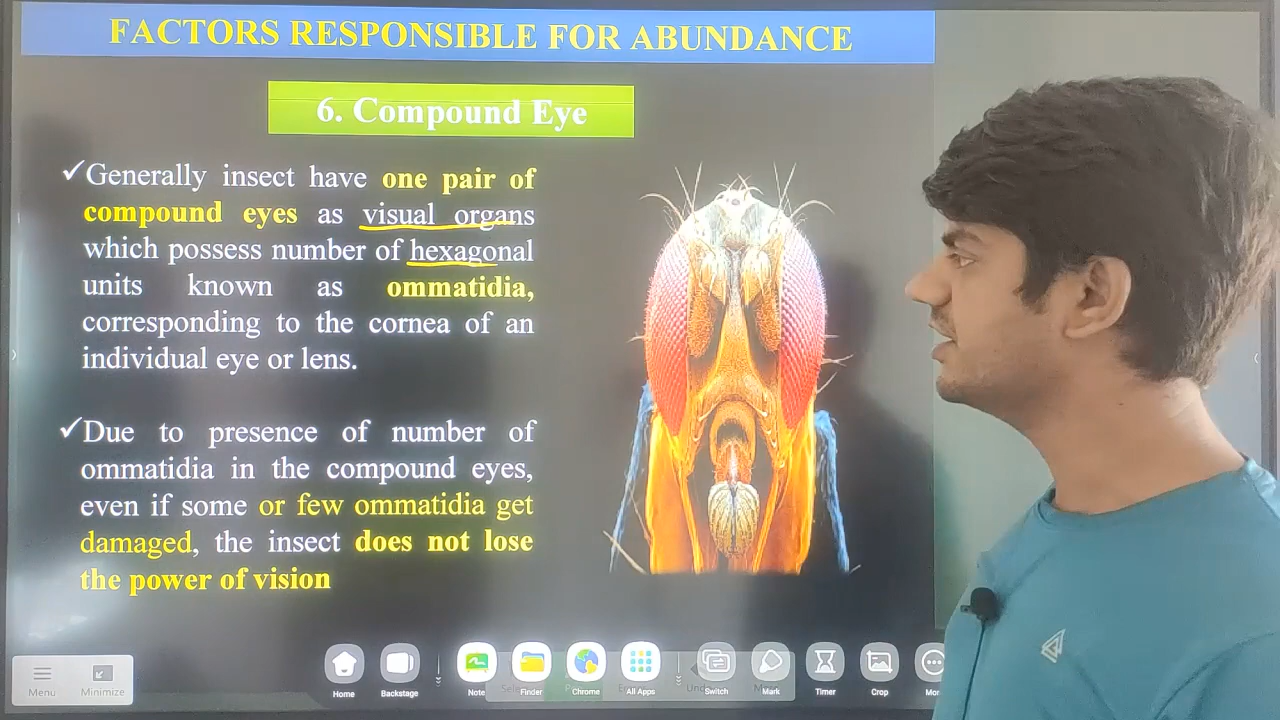 FACTORS RESPONSIBLE FOR ABUNDANCE
6. Compound Eye
✓Generally insect have one pair of
compound eyes as visual organs
which possess number of hexagonal
units known as ommatidia,
corresponding to the cornea of an
individual eye or lens.
✓Due to presence of number of
ommatidia in the compound eyes,
even if some or few ommatidia get
damaged, the insect does not lose
the power of vision
Menu
Minimize
Home
Backstage
Note
Finder
Chrome
All Apps
Switch
Mark
Timer
Crop